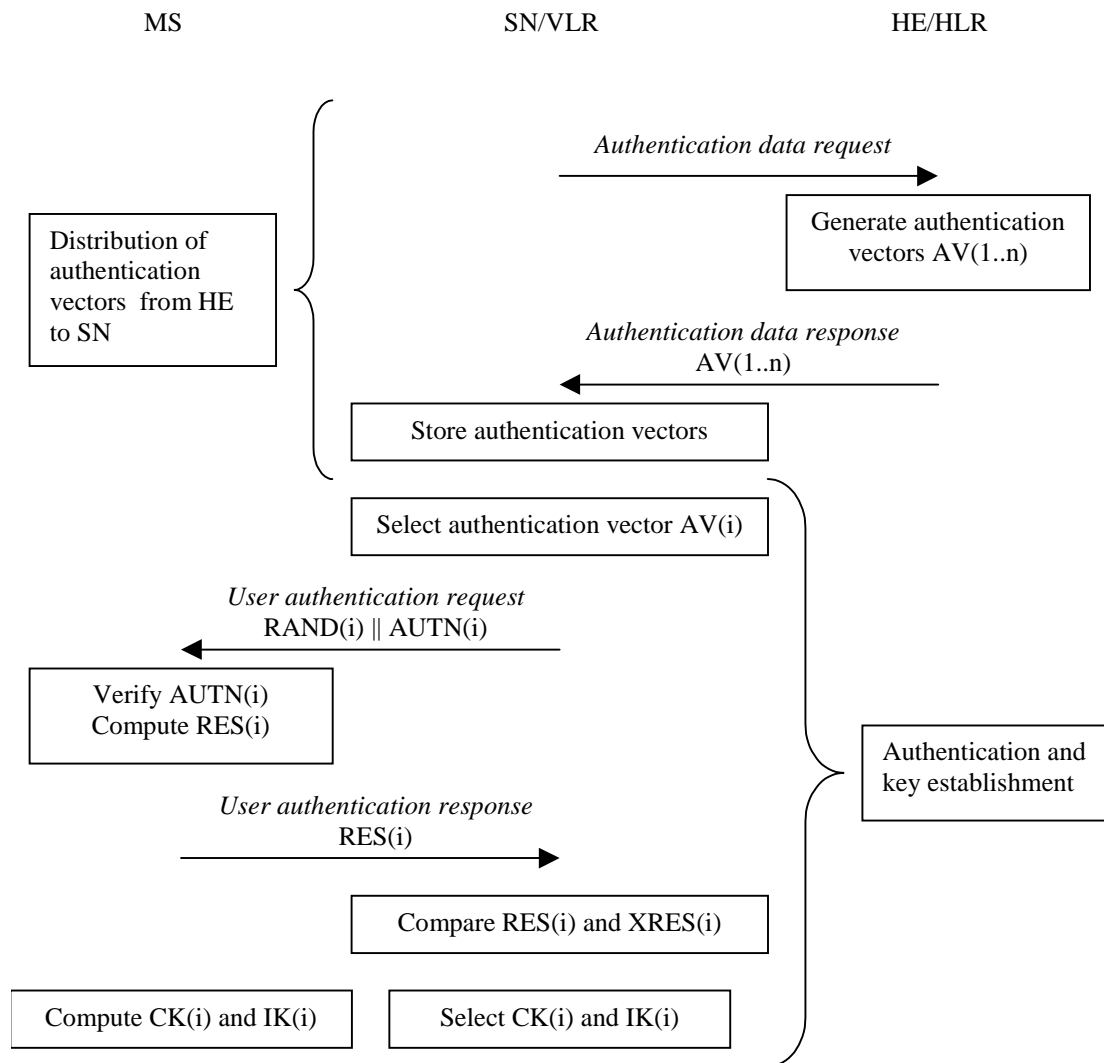 MS
SN/VLR
HE/HLR
Authentication data request
Generate authentication
vectors AV(1..n)
Distribution of
authentication
vectors from HE
to SN
Authentication data response
AV(1..n)
Store authentication vectors
Select authentication vector AV(i)
User authentication request
RAND(i) || AUTN(i)
Verify AUTN(i)
Compute RES(i)
Authentication and
key establishment
User authentication response
RES(i)
Compare RES(i) and XRES(i)
Compute CK(i) and IK(i)
Select CK(i) and IK(i)